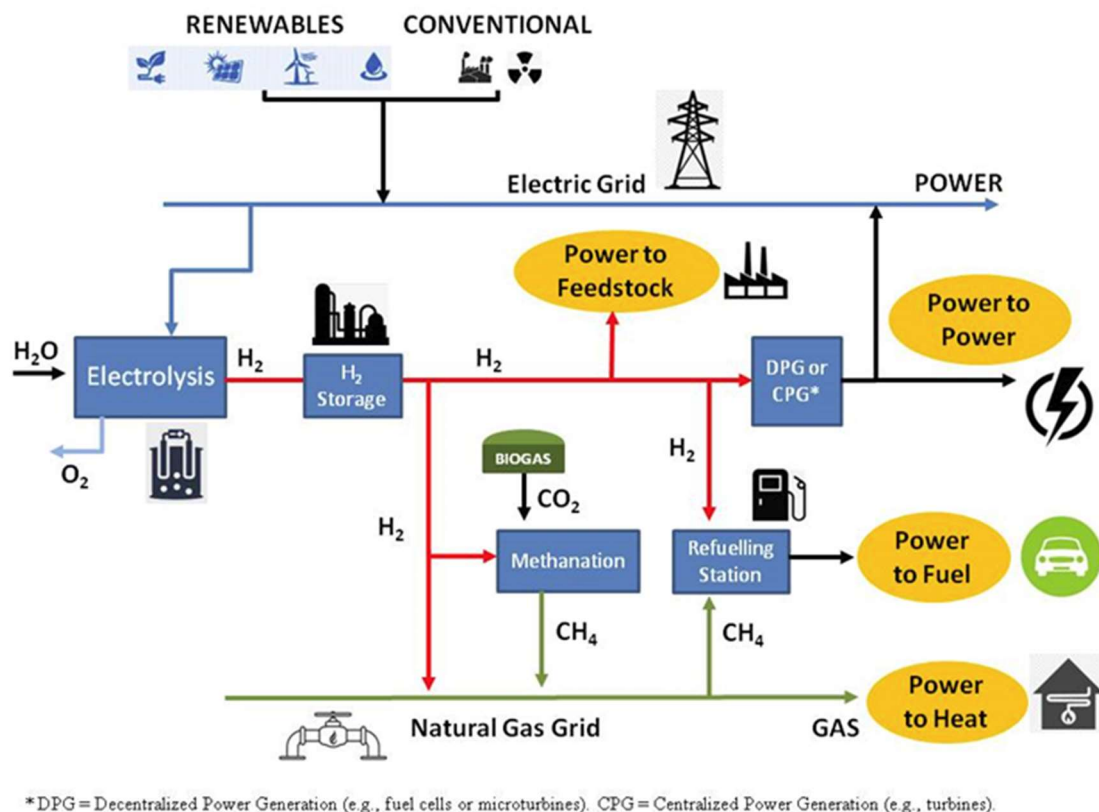 RENEWABLES
CONVENTIONAL
Electric Grid
POWER
Power to
Feedstock
Power to
Power
H₂O
Electrolysis
H₂
H₂
Storage
H₂
DPG or
CPG*
O₂
BIOGAS
CO₂
H₂
H₂
Methanation
Refuelling
Station
Power
to Fuel
CH₄
CH₄
Natural Gas Grid
GAS
Power
to Heat
*DPG = Decentralized Power Generation (e.g., fuel cells or microturbines). CPG = Centralized Power Generation (e.g., turbines).